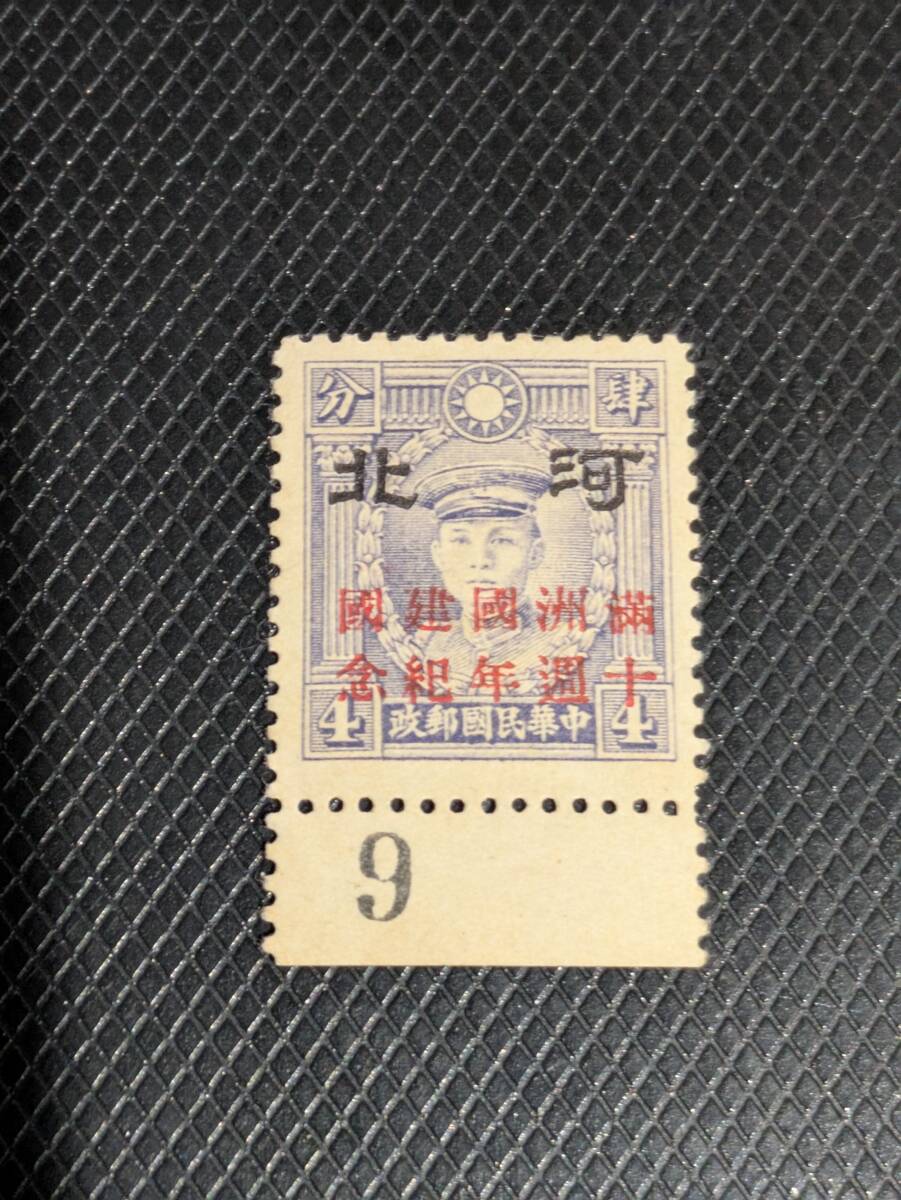 肆分
河北
滿洲國建國
十週年紀念
4 中華民國郵政 4
9